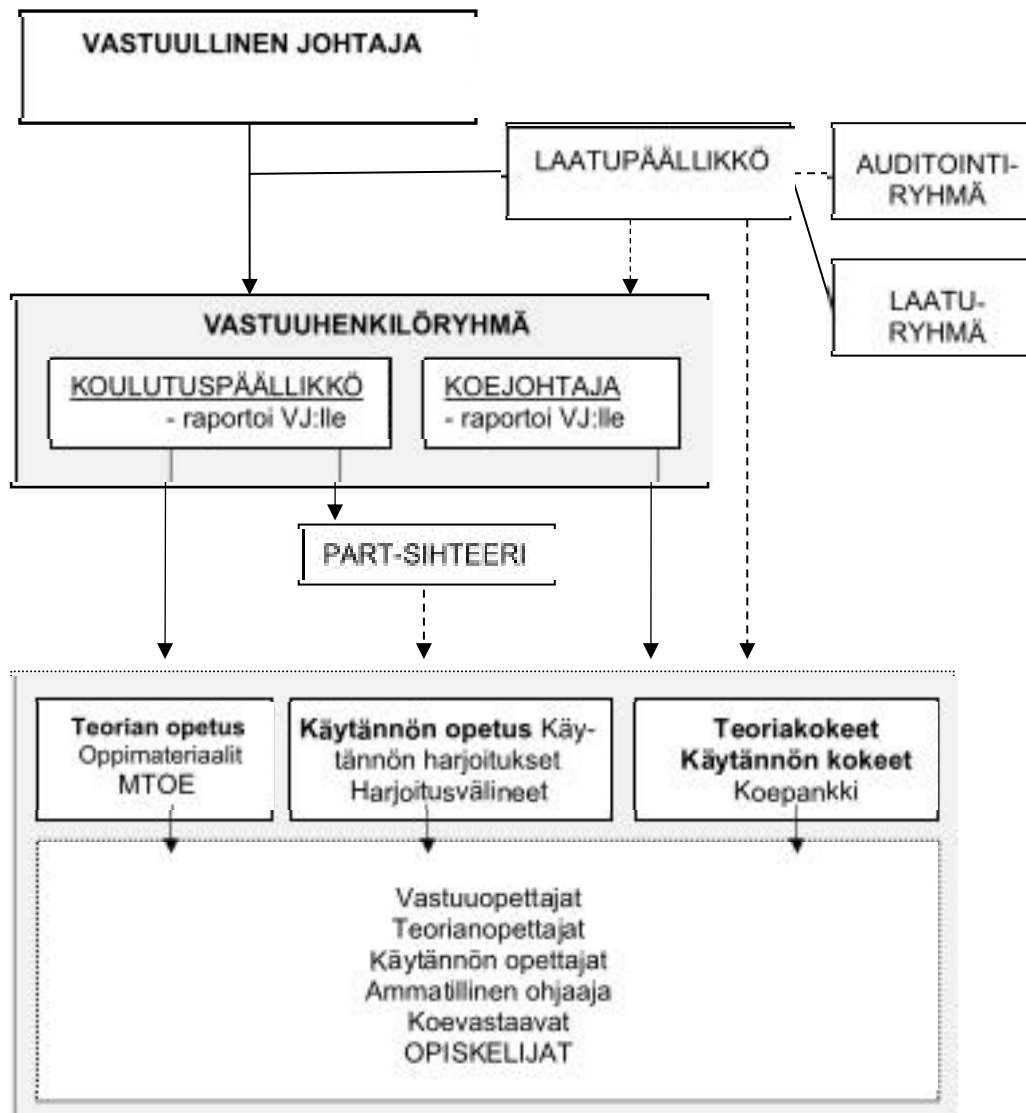 VASTUULLINEN JOHTAJA
LAATUPÄÄLLIKKÖ
AUDITOINTI-
RYHMÄ
LAATU-
RYHMÄ
VASTUUHENKILÖRYHMÄ
KOULUTUSPÄÄLLIKKÖ
- raportoi VJ:lle
KOEJOHTAJA
- raportoi VJ:lle
PART-SIHTEERI
Teorian opetus
Oppimateriaalit
MTOE
Käytännön opetus Käy-
tännön harjoitukset
Harjoitusvälineet
Teoriakokeet
Käytännön kokeet
Koepankki
Vastuuopettajat
Teorianopettajat
Käytännön opettajat
Ammatillinen ohjaaja
Koevastaavat
OPISKELIJAT